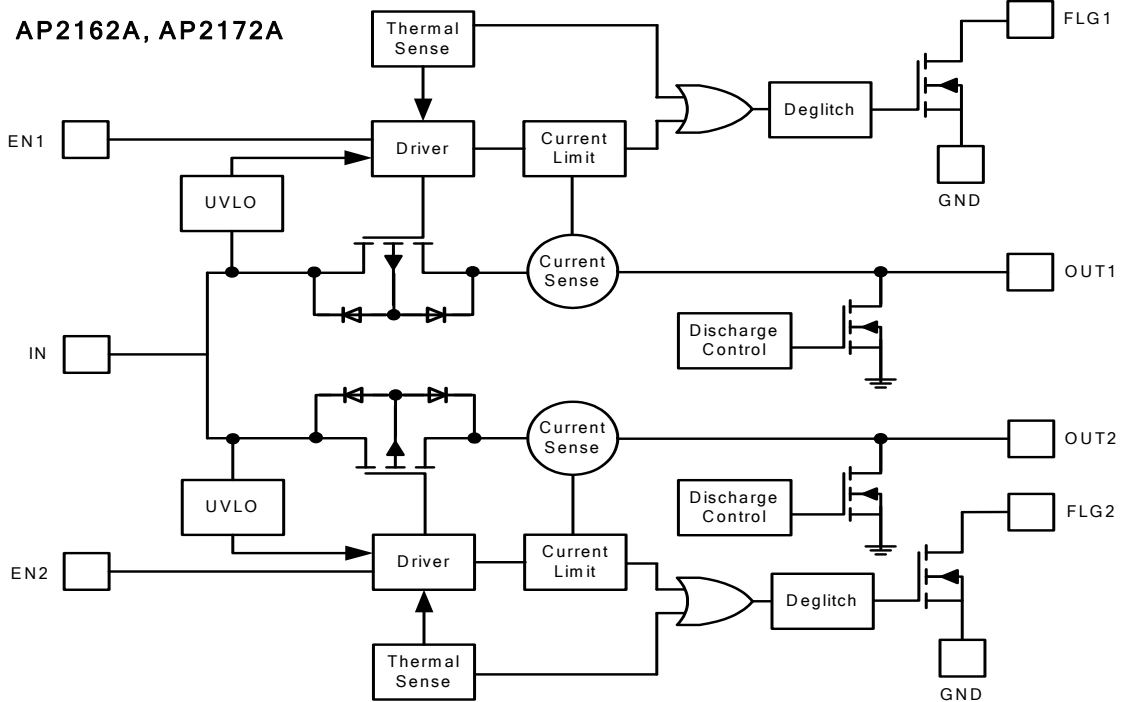 AP2162A, AP2172A
Thermal
Sense
FLG1
Deglitch
EN1
Driver
Current
Limit
UVLO
GND
Current
Sense
OUT1
Discharge
Control
IN
Current
Sense
OUT2
UVLO
Discharge
Control
FLG2
EN2
Driver
Current
Limit
Deglitch
Thermal
Sense
GND